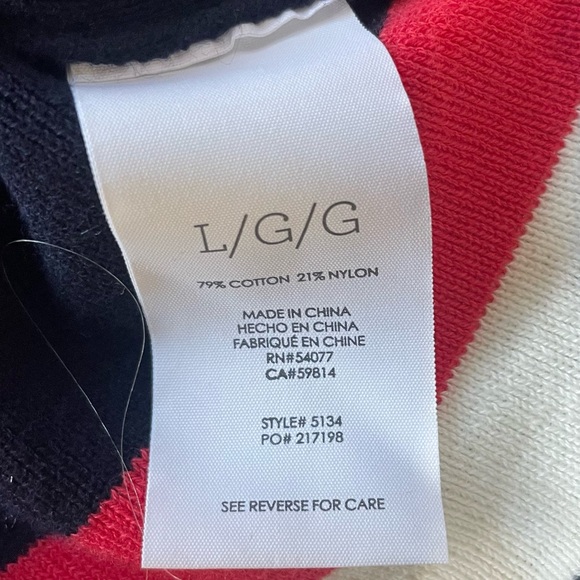 L/G/G
79% COTTON 21% NYLON
MADE IN CHINA
HECHO EN CHINA
FABRIQUÉ EN CHINE
RN#54077
CA#59814
STYLE# 5134
PO# 217198
SEE REVERSE FOR CARE